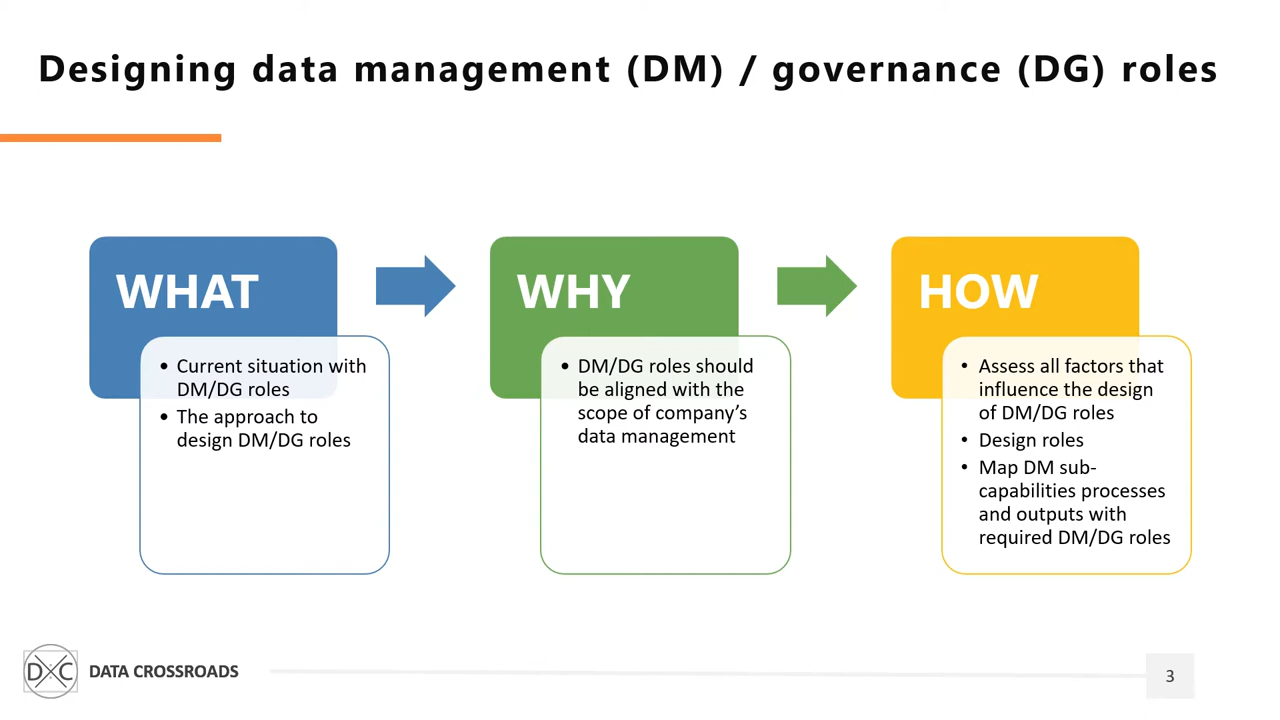 Designing data management (DM) / governance (DG) roles
WHAT
• Current situation with
DM/DG roles
• The approach to
design DM/DG roles
WHY
• DM/DG roles should
be aligned with the
scope of company’s
data management
HOW
• Assess all factors that
influence the design
of DM/DG roles
• Design roles
• Map DM sub-
capabilities processes
and outputs with
required DM/DG roles
DXC
DATA CROSSROADS
3